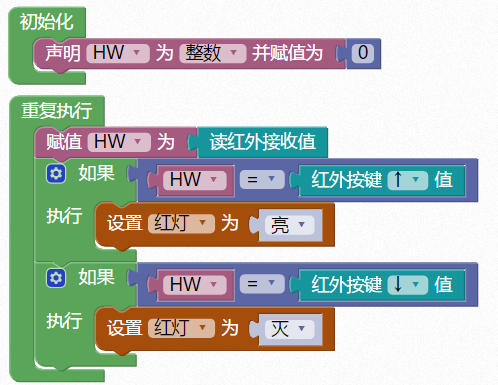 初始化
声明 HW 为 整数 并赋值为 0
重复执行
赋值 HW 为 读红外接收值
如果 HW = 红外按键 ↑ 值
执行 设置 红灯 为 亮
如果 HW = 红外按键 ↓ 值
执行 设置 红灯 为 灭